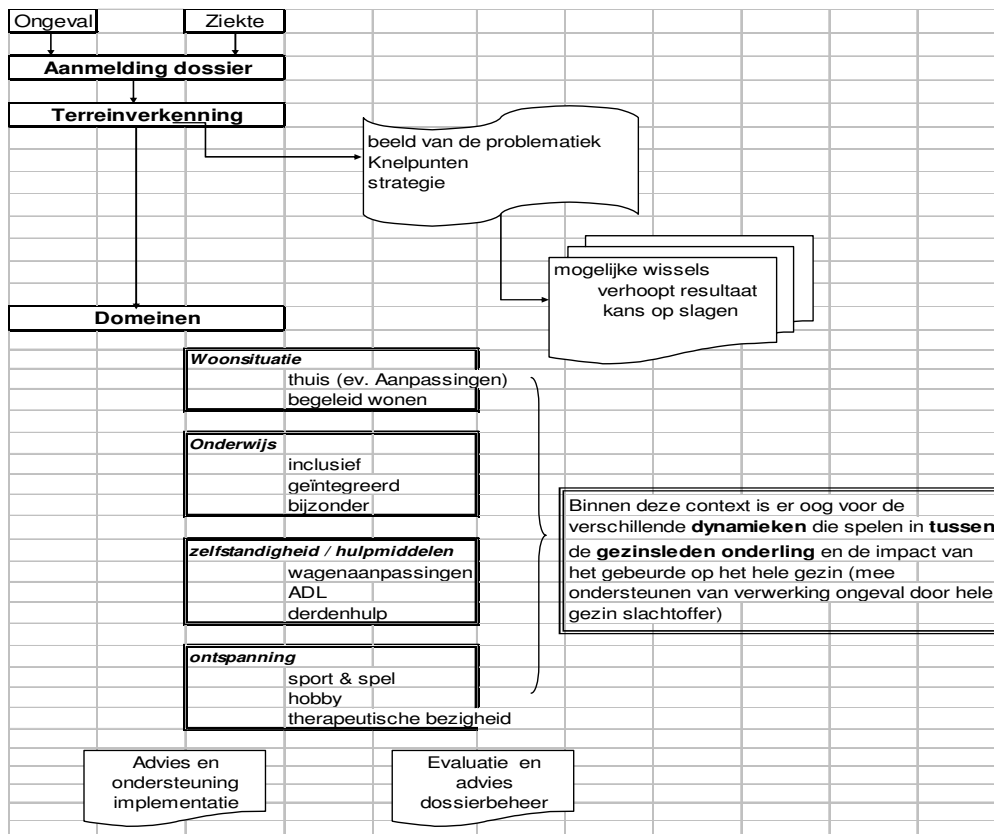 Ongeval
Ziekte
Aanmelding dossier
Terreinverkenning
beeld van de problematiek
Knelpunten
strategie
mogelijke wissels
verhoopt resultaat
kans op slagen
Domeinen
Woonsituatie
thuis (ev. Aanpassingen)
begeleid wonen
Onderwijs
inclusief
geïntegreerd
bijzonder
zelfstandigheid / hulpmiddelen
wagenaanpassingen
ADL
derdenhulp
ontspanning
sport & spel
hobby
therapeutische bezigheid
Binnen deze context is er oog voor de
verschillende dynamieken die spelen in tussen
de gezinsleden onderling en de impact van
het gebeurde op het hele gezin (mee
ondersteunen van verwerking ongeval door hele
gezin slachtoffer)
Advies en
ondersteuning
implementatie
Evaluatie en
advies
dossierbeheer